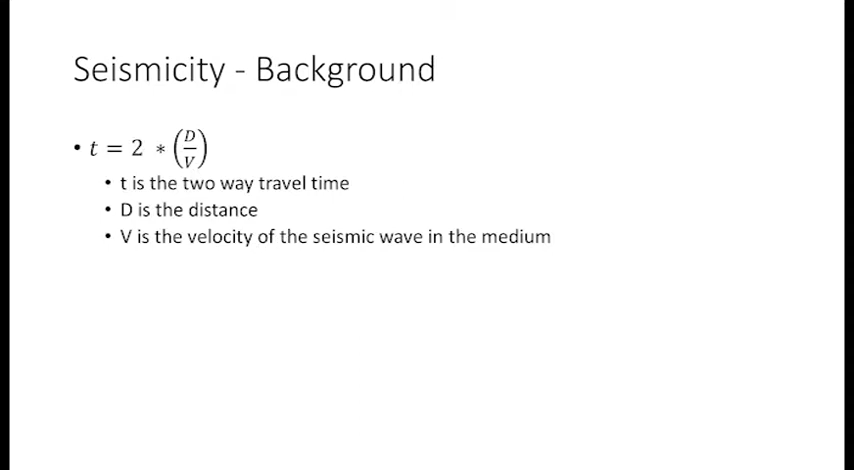 Seismicity - Background
• t = 2 * (D/V)
• t is the two way travel time
• D is the distance
• V is the velocity of the seismic wave in the medium